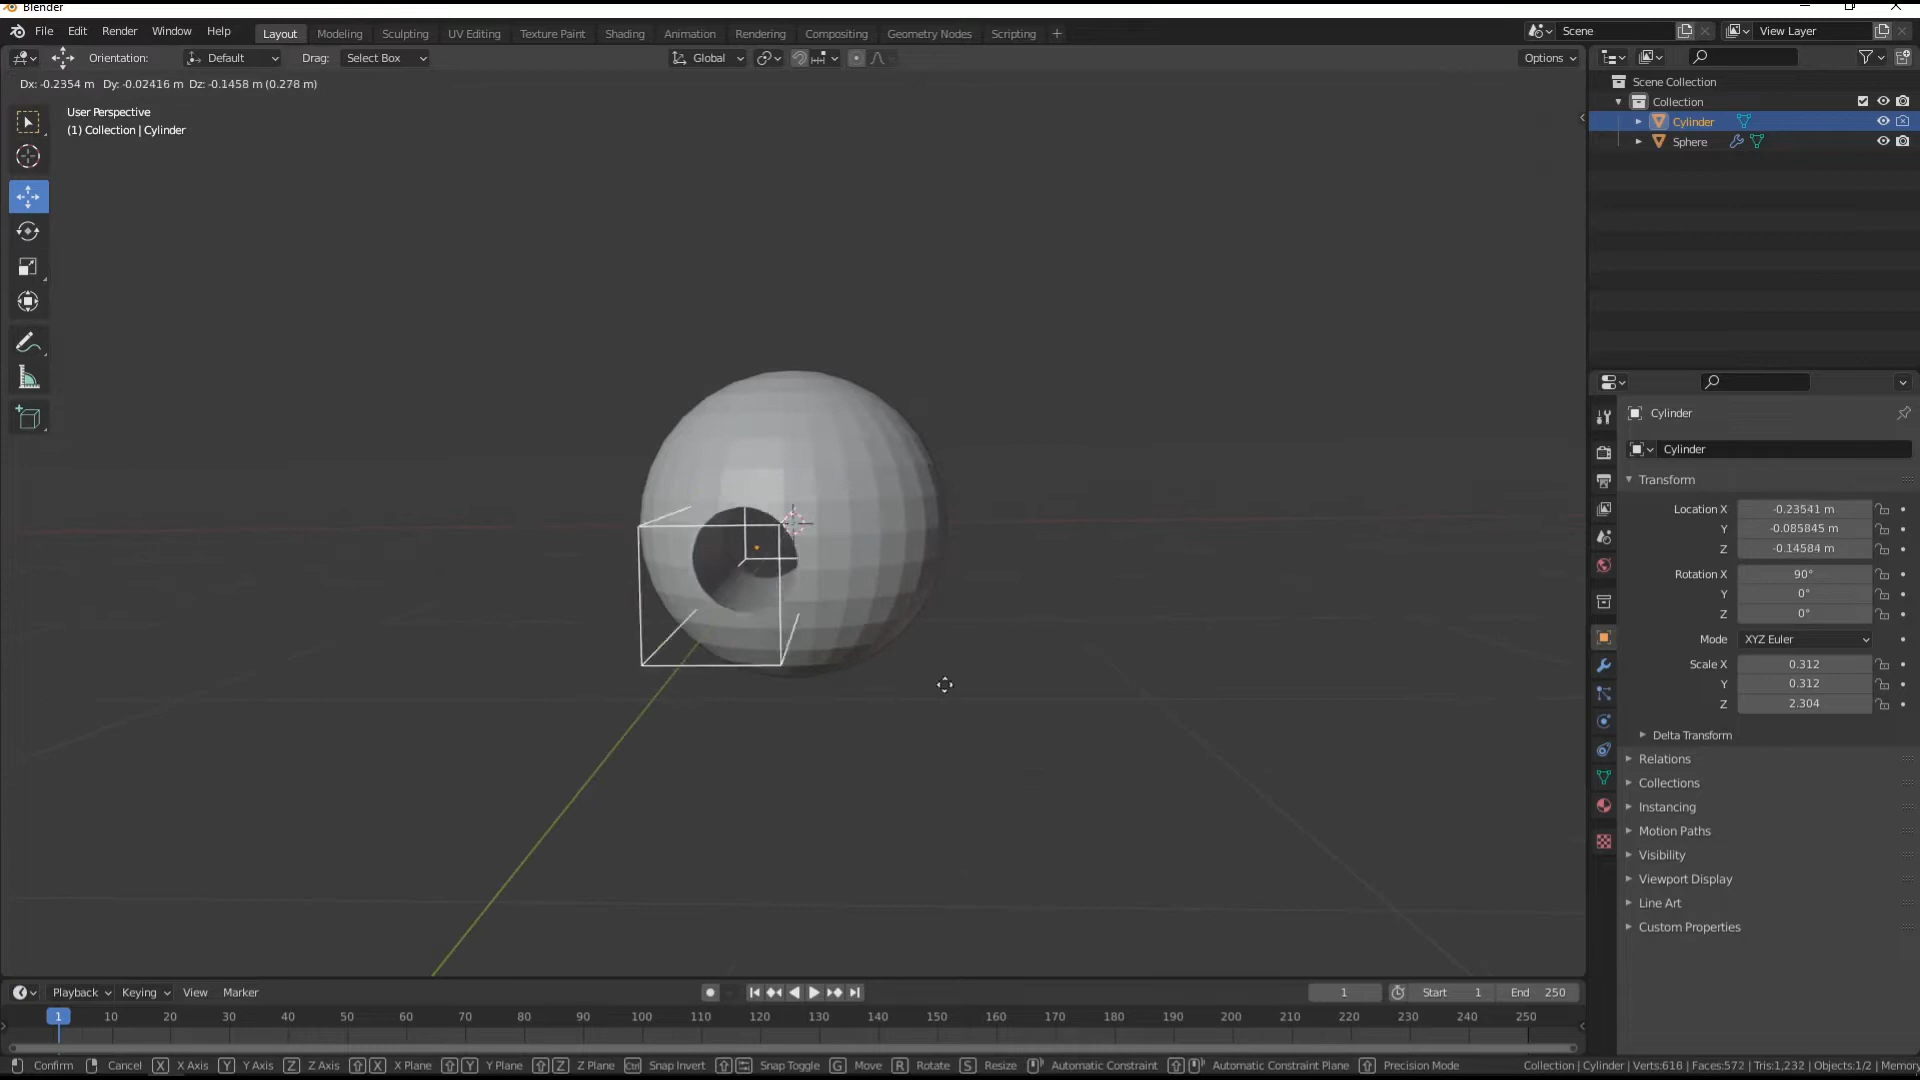 Blender
File Edit Render Window Help Layout Modeling Sculpting UV Editing Texture Paint Shading Animation Rendering Compositing Geometry Nodes Scripting + Scene View Layer
Orientation: Default Drag: Select Box Global Options
Dx: -0.2354 m Dy: -0.02416 m Dz: -0.1458 m (0.278 m)
User Perspective
(1) Collection | Cylinder
Scene Collection
Collection
Cylinder
Sphere
Cylinder
Cylinder
Transform
Location X -0.23541 m
Y -0.085845 m
Z -0.14584 m
Rotation X 90°
Y 0°
Z 0°
Mode XYZ Euler
Scale X 0.312
Y 0.312
Z 2.304
Delta Transform
Relations
Collections
Instancing
Motion Paths
Visibility
Viewport Display
Line Art
Custom Properties
Playback Keying View Marker 1 Start 1 End 250
1 10 20 30 40 50 60 70 80 90 100 110 120 130 140 150 160 170 180 190 200 210 220 230 240 250
Confirm Cancel X X Axis Y Y Axis Z Z Axis X X Plane Y Y Plane Z Z Plane Ctrl Snap Invert Snap Toggle G Move R Rotate S Resize Automatic Constraint Automatic Constraint Plane Precision Mode Collection | Cylinder | Verts:616 | Faces:572 | Tris:1,232 | Objects:1/2 | Memor